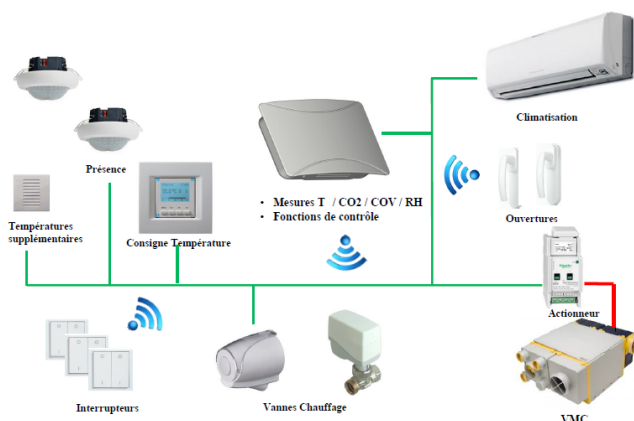 Climatisation
Présence
• Mesures T / CO2 / COV / RH
• Fonctions de contrôle
Températures
supplémentaires
Consigne Température
Ouvertures
Schneider
Actionneur
Interrupteurs
Vannes Chauffage
VMC